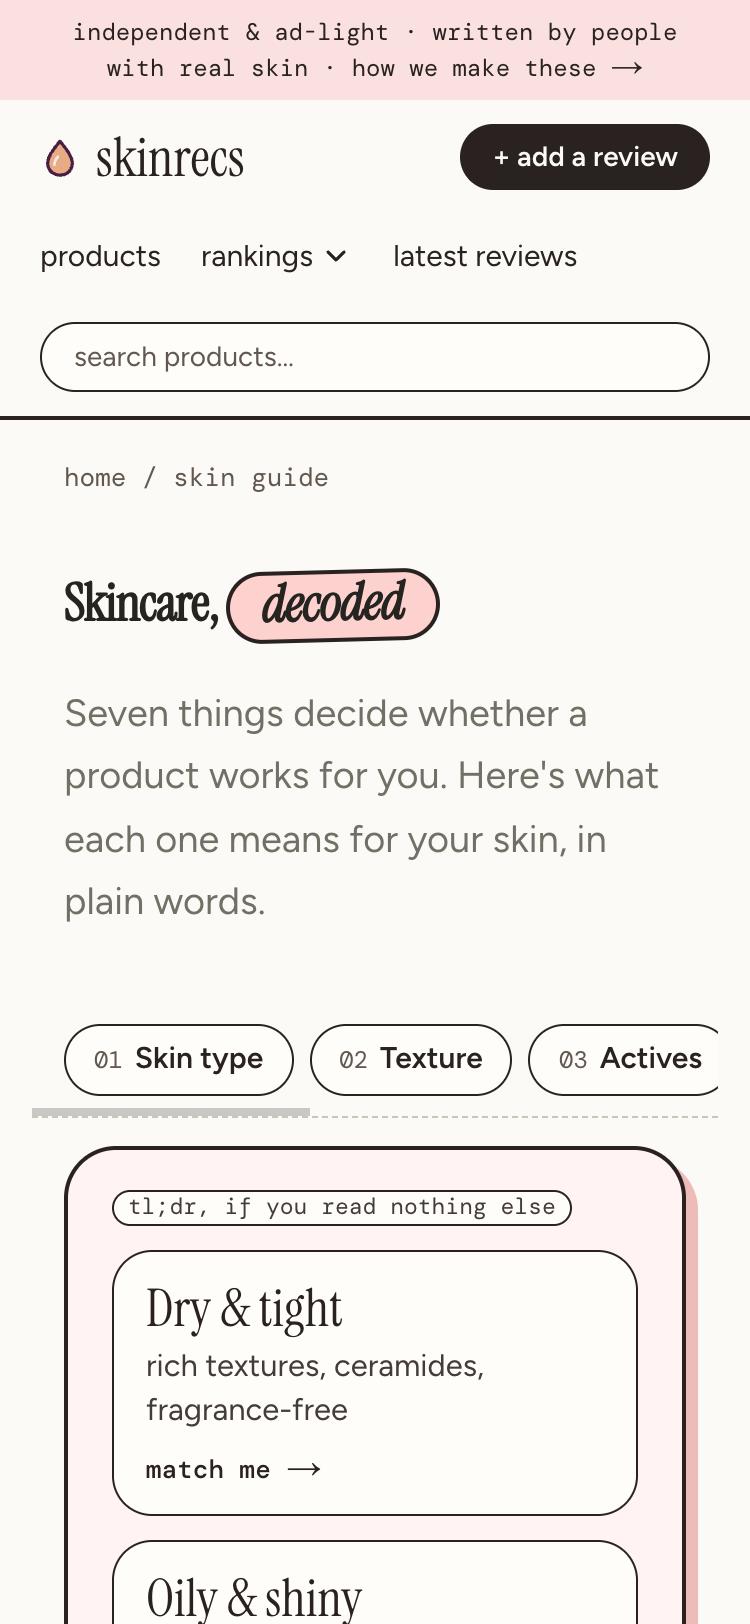 independent & ad-light · written by people
with real skin · how we make these →
skinrecs
+ add a review
products
rankings
latest reviews
search products...
home / skin guide
Skincare, decoded
Seven things decide whether a
product works for you. Here's what
each one means for your skin, in
plain words.
01 Skin type
02 Texture
03 Actives
tl;dr, if you read nothing else
Dry & tight
rich textures, ceramides,
fragrance-free
match me →
Oily & shiny